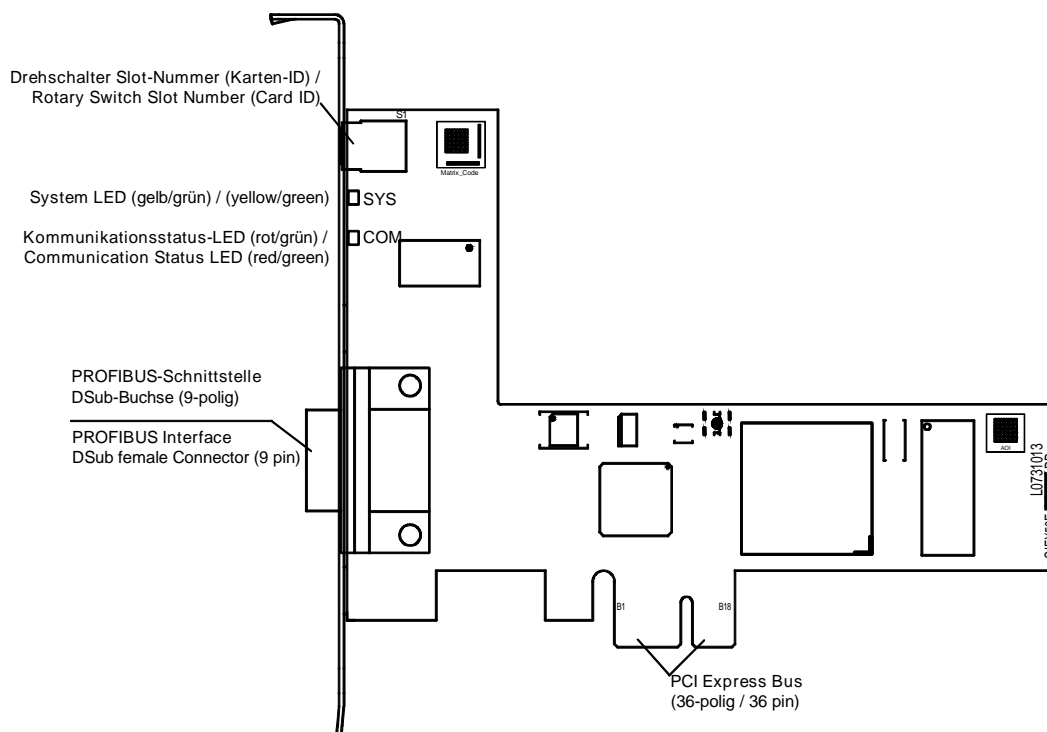 Drehschalter Slot-Nummer (Karten-ID) /
Rotary Switch Slot Number (Card ID)
S1
Matrix_Code
System LED (gelb/grün) / (yellow/green)
SYS
Kommunikationsstatus-LED (rot/grün) /
Communication Status LED (red/green)
COM
PROFIBUS-Schnittstelle
DSub-Buchse (9-polig)
PROFIBUS Interface
DSub female Connector (9 pin)
AOI
L0731013
B1
B18
PCI Express Bus
(36-polig / 36 pin)